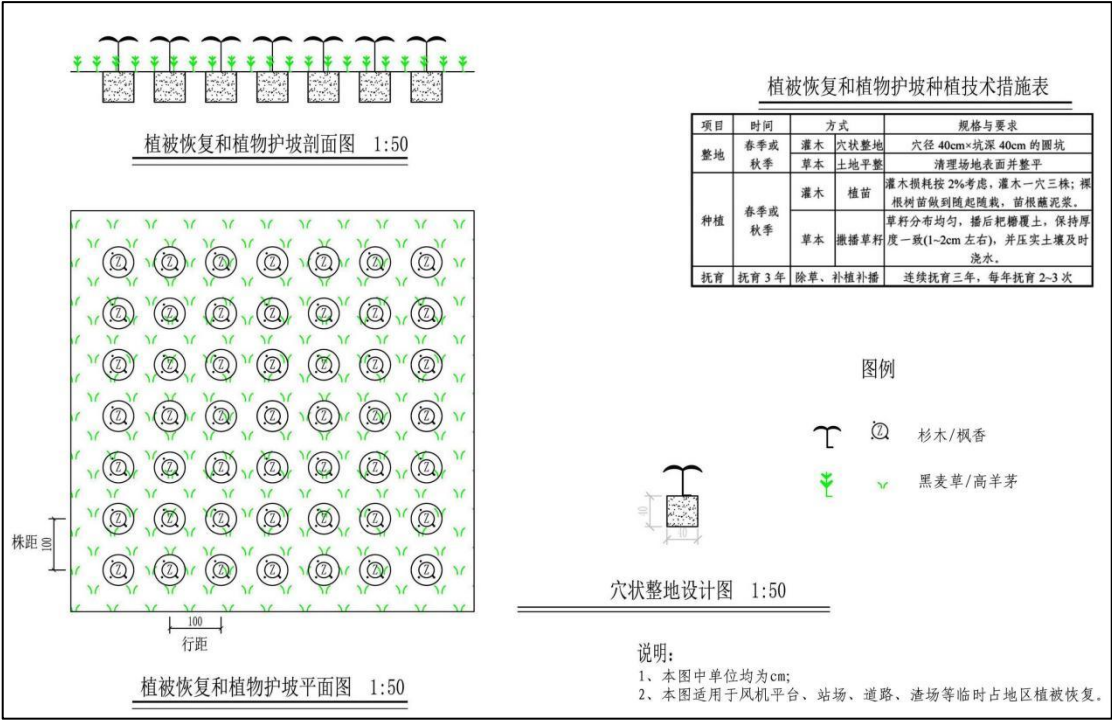 植被恢复和植物护坡剖面图 1:50
植被恢复和植物护坡种植技术措施表
项目 时间 方式 规格与要求
整地 春季或秋季 灌木 穴状整地 穴径 40cm×坑深 40cm 的圆坑
草本 土地平整 清理场地表面并整平
种植 春季或秋季 灌木 植苗 灌木损耗按 2%考虑，灌木一穴三株；裸根树苗做到随起随栽，苗根蘸泥浆。
草本 撒播草籽 草籽分布均匀，播后耙耱覆土，保持厚度一致(1~2cm 左右)，并压实土壤及时浇水。
抚育 抚育 3 年 除草、补植补播 连续抚育三年，每年抚育 2~3 次
图例
杉木/枫香
黑麦草/高羊茅
40
40
穴状整地设计图 1:50
株距 100
100
行距
植被恢复和植物护坡平面图 1:50
说明：
1、本图中单位均为cm;
2、本图适用于风机平台、站场、道路、渣场等临时占地区植被恢复。